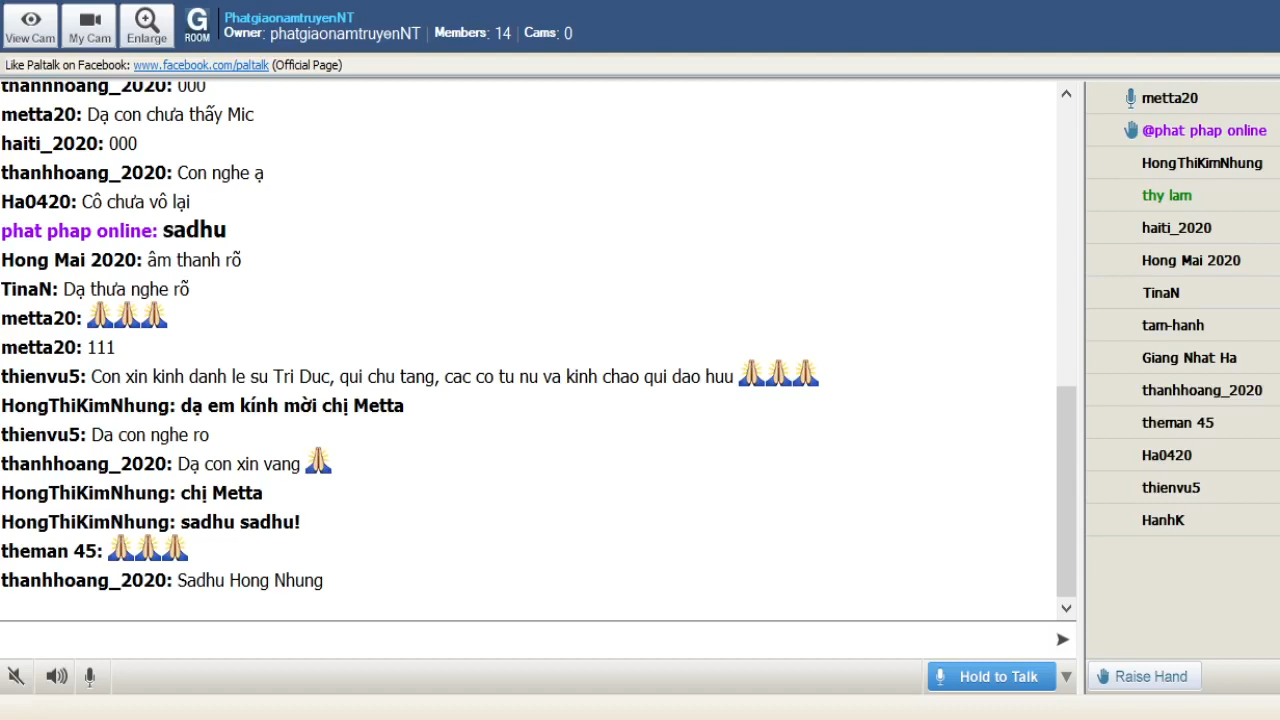 View Cam
My Cam
Enlarge
G
ROOM
PhatgiaonamtruyenNT
Owner: phatgiaonamtruyenNT | Members: 14 | Cams: 0
Like Paltalk on Facebook: www.facebook.com/paltalk (Official Page)
thanhhoang_2020: 000
metta20: Dạ con chưa thấy Mic
haiti_2020: 000
thanhhoang_2020: Con nghe ạ
Ha0420: Cô chưa vô lại
phat phap online: sadhu
Hong Mai 2020: âm thanh rõ
TinaN: Dạ thưa nghe rõ
metta20: 🙏🙏🙏
metta20: 111
thienvu5: Con xin kinh danh le su Tri Duc, qui chu tang, cac co tu nu va kinh chao qui dao huu 🙏🙏🙏
HongThiKimNhung: dạ em kính mời chị Metta
thienvu5: Da con nghe ro
thanhhoang_2020: Dạ con xin vang 🙏
HongThiKimNhung: chị Metta
HongThiKimNhung: sadhu sadhu!
theman 45: 🙏🙏🙏
thanhhoang_2020: Sadhu Hong Nhung
metta20
@phat phap online
HongThiKimNhung
thy lam
haiti_2020
Hong Mai 2020
TinaN
tam-hanh
Giang Nhat Ha
thanhhoang_2020
theman 45
Ha0420
thienvu5
HanhK
Hold to Talk
Raise Hand